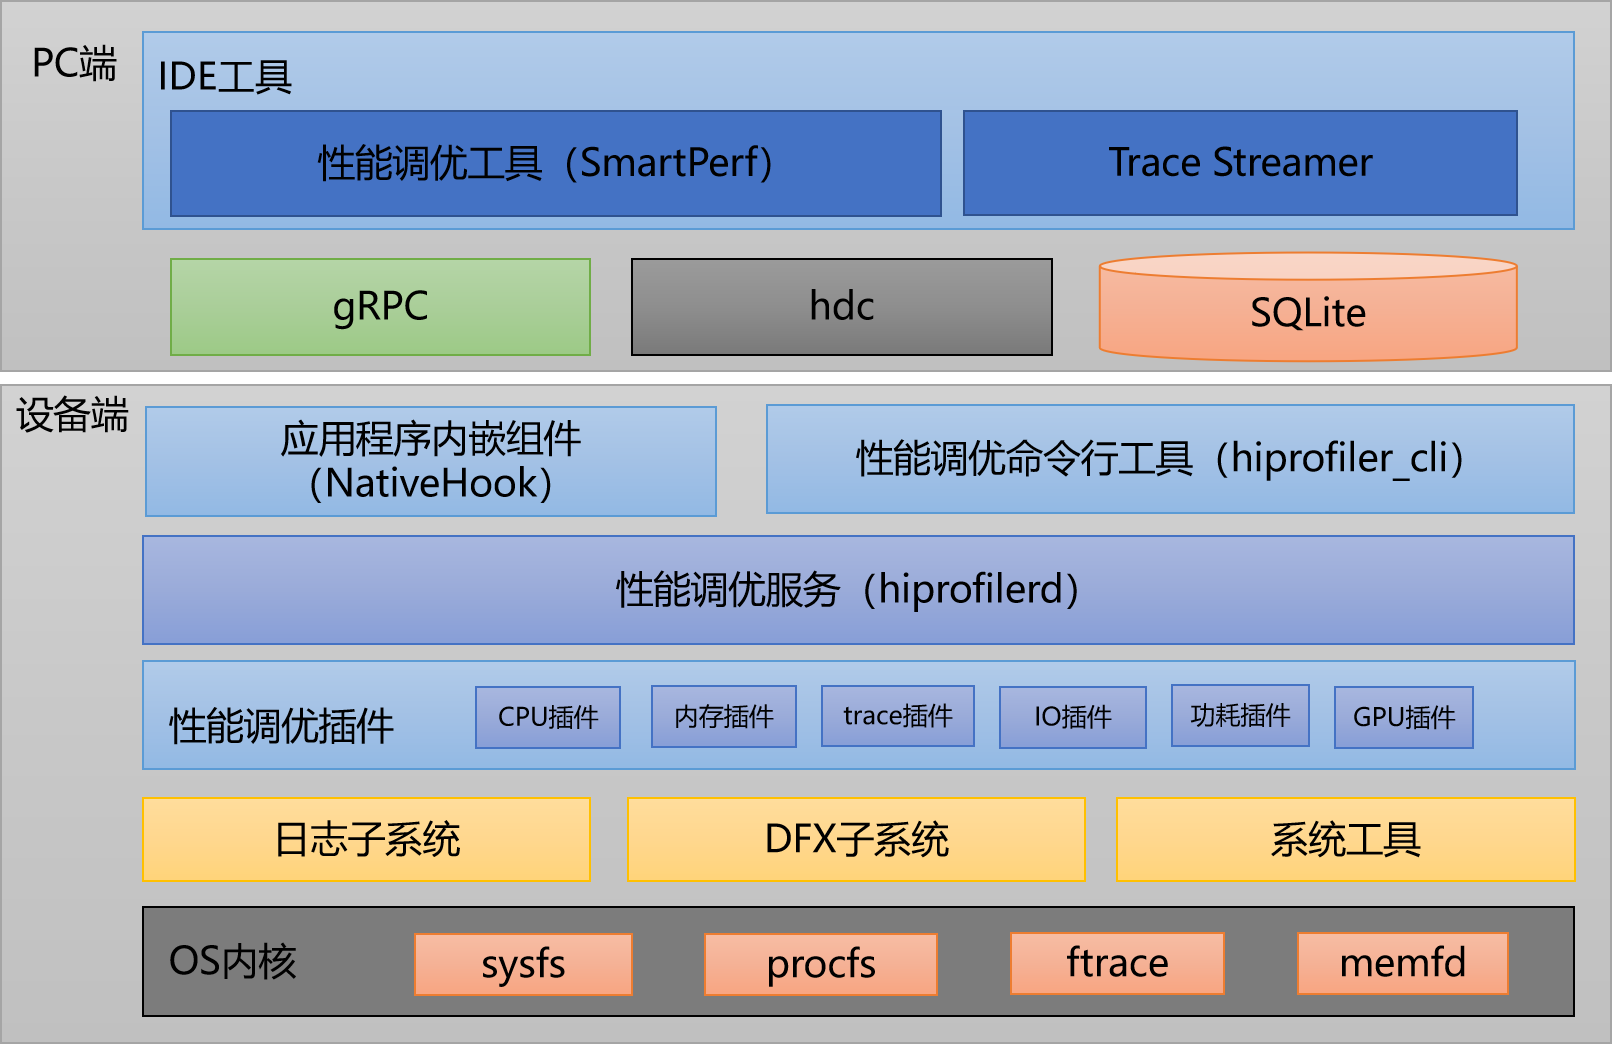 PC端
IDE工具
性能调优工具（SmartPerf）
Trace Streamer
gRPC
hdc
SQLite
设备端
应用程序内嵌组件
（NativeHook）
性能调优命令行工具（hiprofiler_cli）
性能调优服务（hiprofilerd）
性能调优插件
CPU插件
内存插件
trace插件
IO插件
功耗插件
GPU插件
日志子系统
DFX子系统
系统工具
OS内核
sysfs
procfs
ftrace
memfd